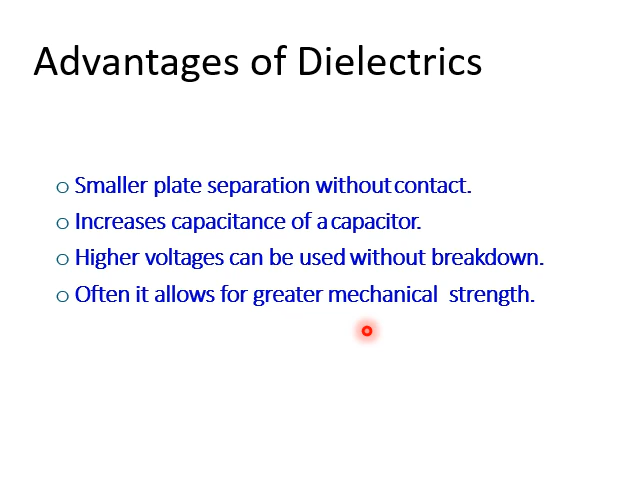 Advantages of Dielectrics
o Smaller plate separation without contact.
o Increases capacitance of a capacitor.
o Higher voltages can be used without breakdown.
o Often it allows for greater mechanical strength.